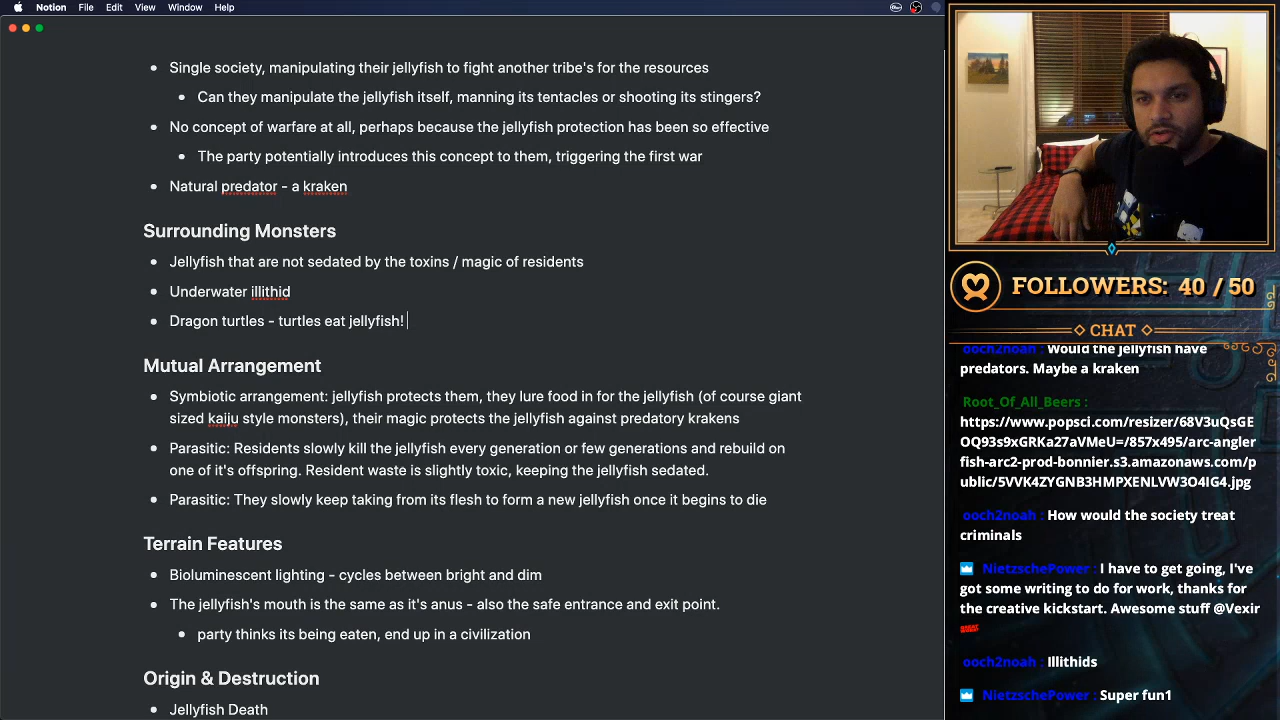 Notion File Edit View Window Help
Single society, manipulating their jellyfish to fight another tribe's for the resources
Can they manipulate the jellyfish itself, manning its tentacles or shooting its stingers?
No concept of warfare at all perhaps because the jellyfish protection has been so effective
The party potentially introduces this concept to them, triggering the first war
Natural predator - a kraken
Surrounding Monsters
Jellyfish that are not sedated by the toxins / magic of residents
Underwater illithid
Dragon turtles - turtles eat jellyfish!
Mutual Arrangement
Symbiotic arrangement: jellyfish protects them, they lure food in for the jellyfish (of course giant
sized kaiju style monsters), their magic protects the jellyfish against predatory krakens
Parasitic: Residents slowly kill the jellyfish every generation or few generations and rebuild on
one of it's offspring. Resident waste is slightly toxic, keeping the jellyfish sedated.
Parasitic: They slowly keep taking from its flesh to form a new jellyfish once it begins to die
Terrain Features
Bioluminescent lighting - cycles between bright and dim
The jellyfish's mouth is the same as it's anus - also the safe entrance and exit point.
party thinks its being eaten, end up in a civilization
Origin & Destruction
Jellyfish Death
FOLLOWERS: 40 / 50
CHAT
ooch2noah : Would the jellyfish have
predators. Maybe a kraken
Root_Of_All_Beers :
https://www.popsci.com/resizer/68V3uQsGE
OQ93s9xGRKa27aVMeU=/857x495/arc-angler
fish-arc2-prod-bonnier.s3.amazonaws.com/p
ublic/5VVK4ZYGNB3HMPXENLVW3O4IG4.jpg
ooch2noah : How would the society treat
criminals
NietzschePower : I have to get going, I've
got some writing to do for work, thanks for
the creative kickstart. Awesome stuff @Vexir
ooch2noah : Illithids
NietzschePower : Super fun1